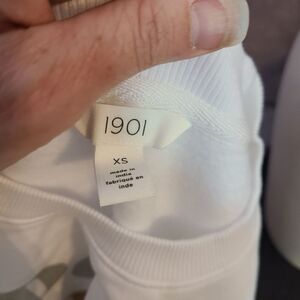 1901
XS
made in
india
fabriqué en
inde